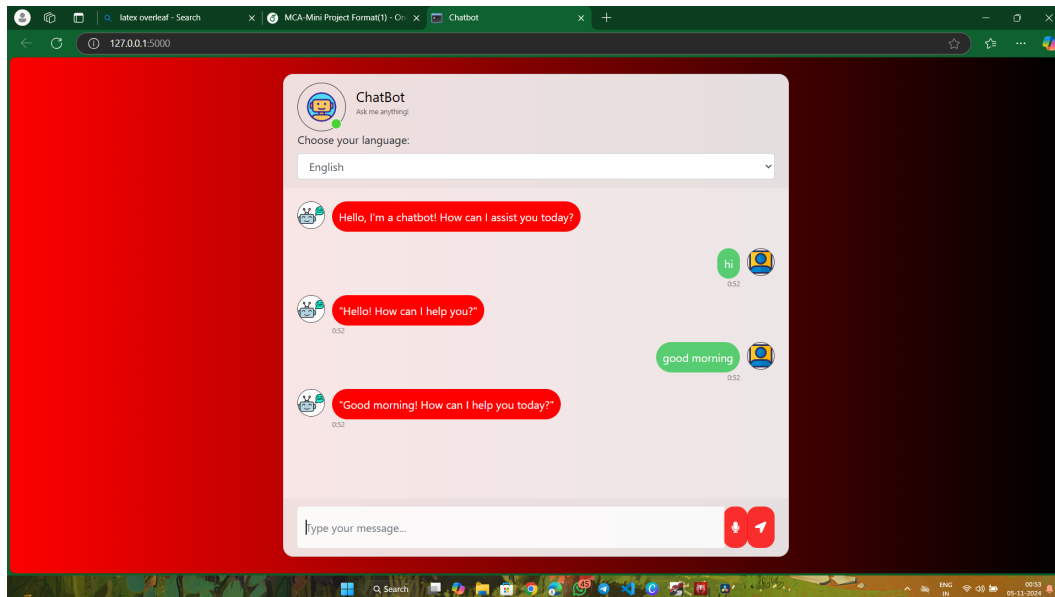 latex overleaf - Search
MCA-Mini Project Format(1) - On
Chatbot
127.0.0.1:5000
ChatBot
Ask me anything!
Choose your language:
English
Hello, I'm a chatbot! How can I assist you today?
hi
0:52
"Hello! How can I help you?"
0:52
good morning
0:52
"Good morning! How can I help you today?"
0:52
Type your message...
Search
45
ENG
IN
00:53
05-11-2024